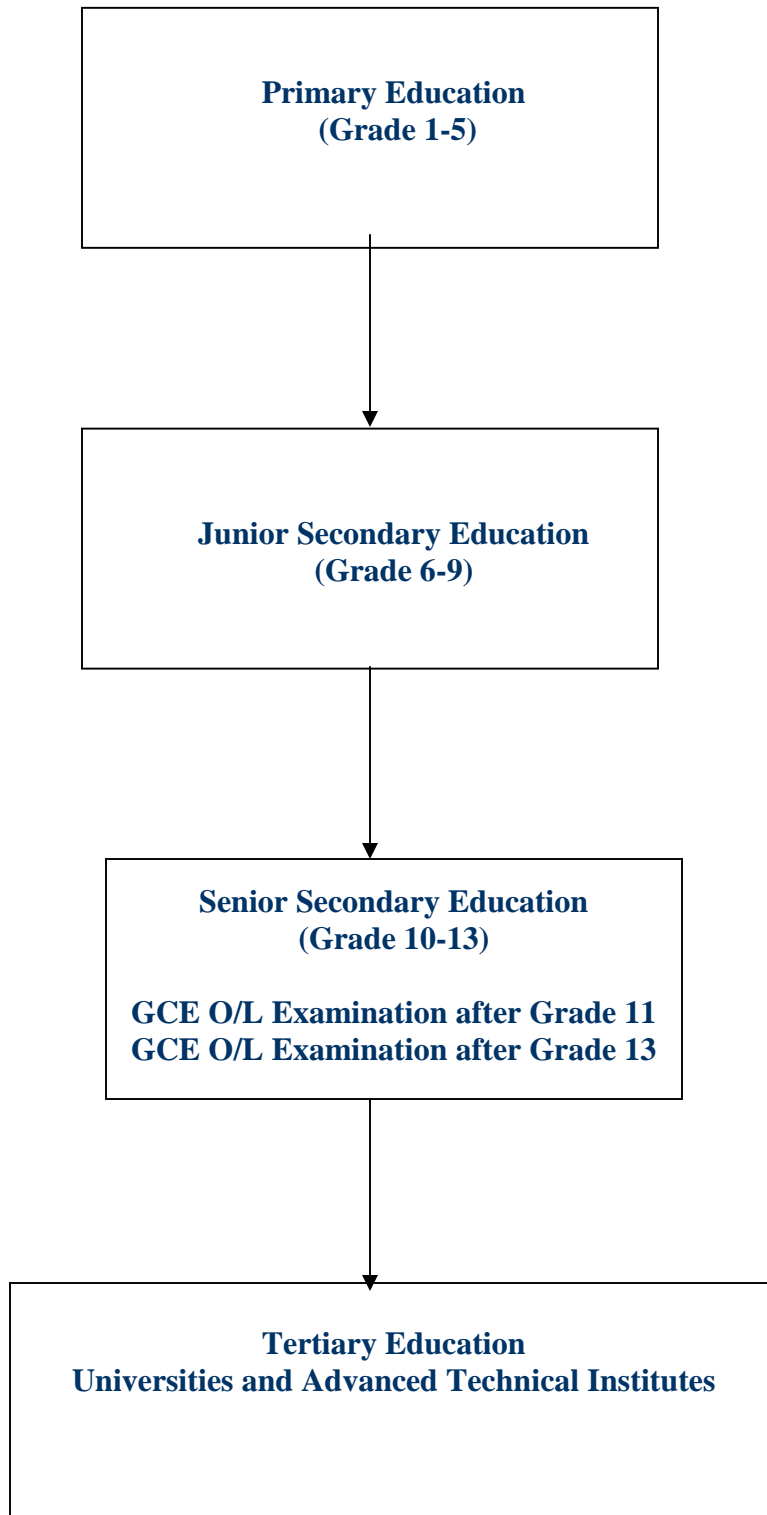 Primary Education
(Grade 1-5)
Junior Secondary Education
(Grade 6-9)
Senior Secondary Education
(Grade 10-13)
GCE O/L Examination after Grade 11
GCE O/L Examination after Grade 13
Tertiary Education
Universities and Advanced Technical Institutes